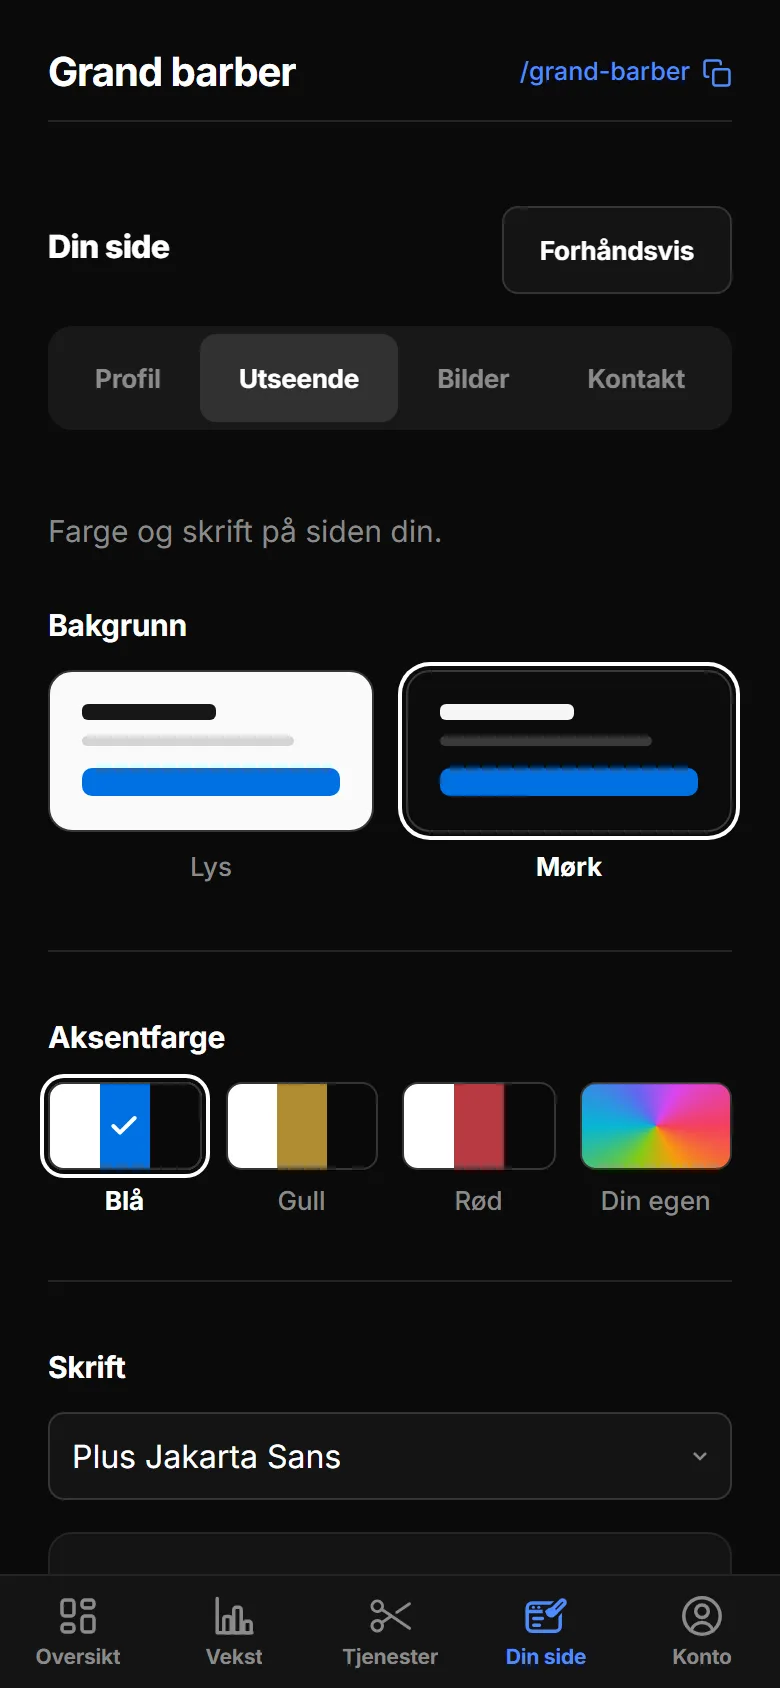 Grand barber
/grand-barber
Din side
Forhåndsvis
Profil
Utseende
Bilder
Kontakt
Farge og skrift på siden din.
Bakgrunn
Lys
Mørk
Aksentfarge
Blå
Gull
Rød
Din egen
Skrift
Plus Jakarta Sans
Oversikt
Vekst
Tjenester
Din side
Konto